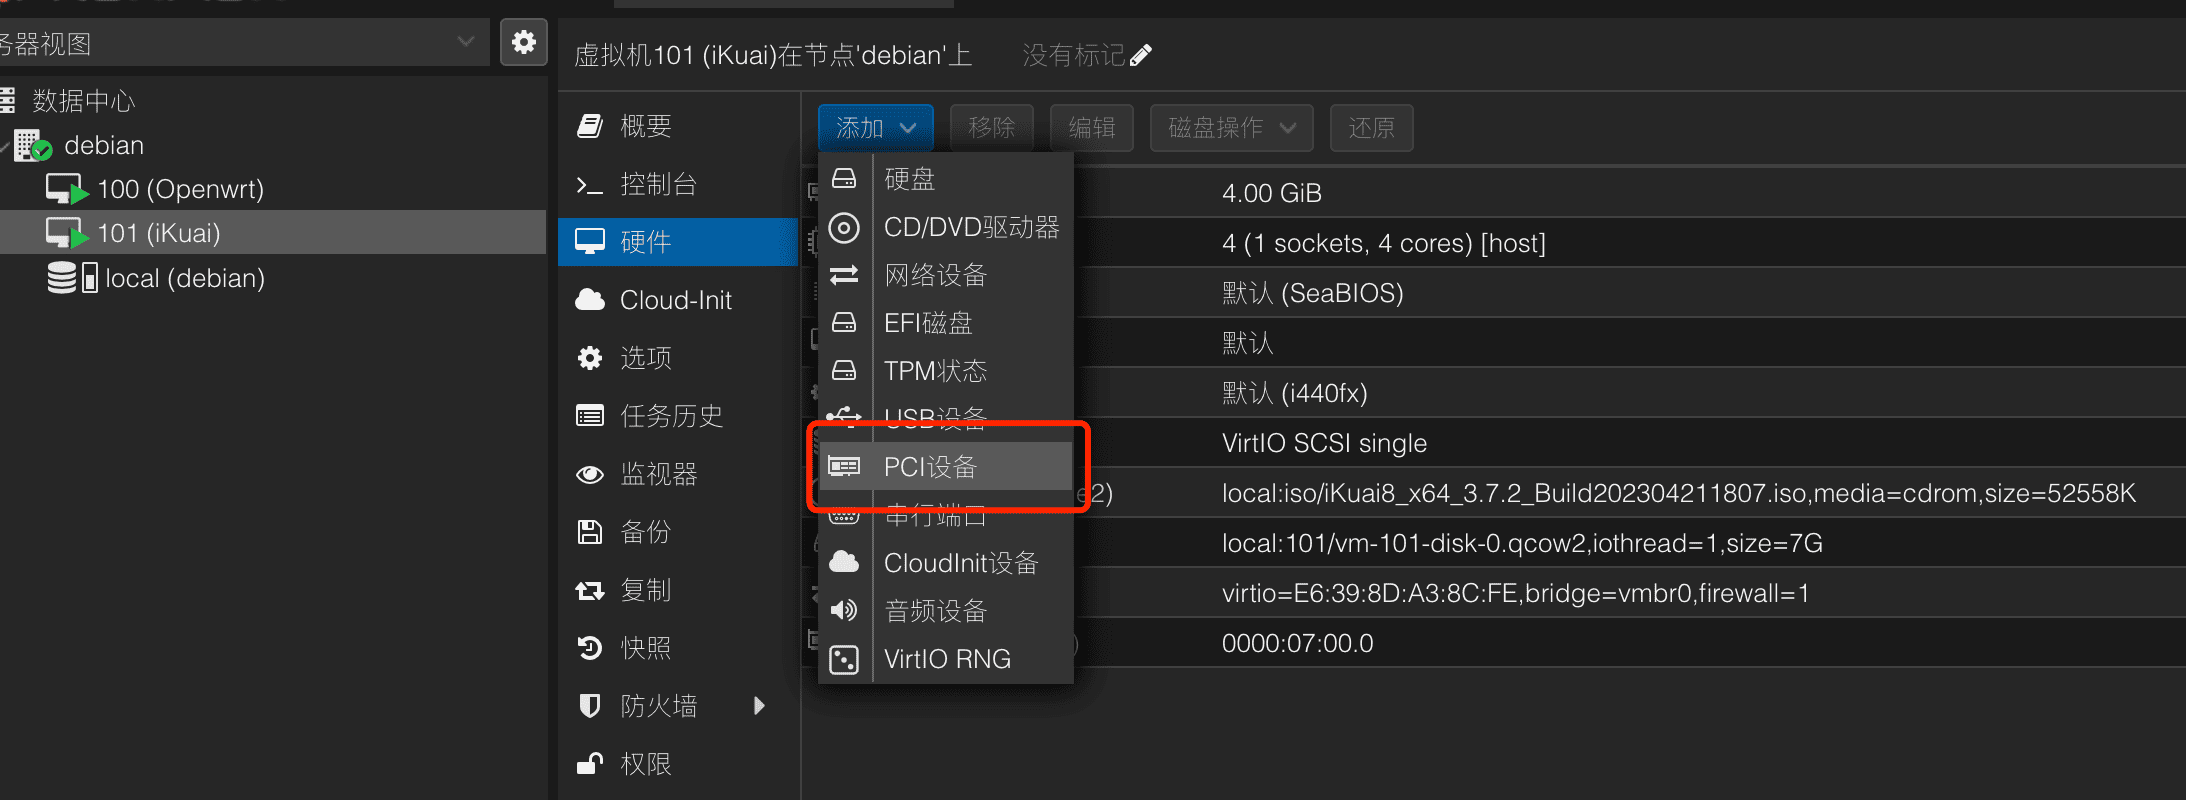 务器视图
数据中心
debian
100 (Openwrt)
101 (iKuai)
local (debian)
虚拟机101 (iKuai)在节点'debian'上
没有标记
概要
控制台
硬件
Cloud-Init
选项
任务历史
监视器
备份
复制
快照
防火墙
权限
添加
移除
编辑
磁盘操作
还原
硬盘
CD/DVD驱动器
网络设备
EFI磁盘
TPM状态
USB设备
PCI设备
串行端口
CloudInit设备
音频设备
VirtIO RNG
4.00 GiB
4 (1 sockets, 4 cores) [host]
默认 (SeaBIOS)
默认
默认 (i440fx)
VirtIO SCSI single
e2)
local:iso/iKuai8_x64_3.7.2_Build202304211807.iso,media=cdrom,size=52558K
local:101/vm-101-disk-0.qcow2,iothread=1,size=7G
virtio=E6:39:8D:A3:8C:FE,bridge=vmbr0,firewall=1
)
0000:07:00.0